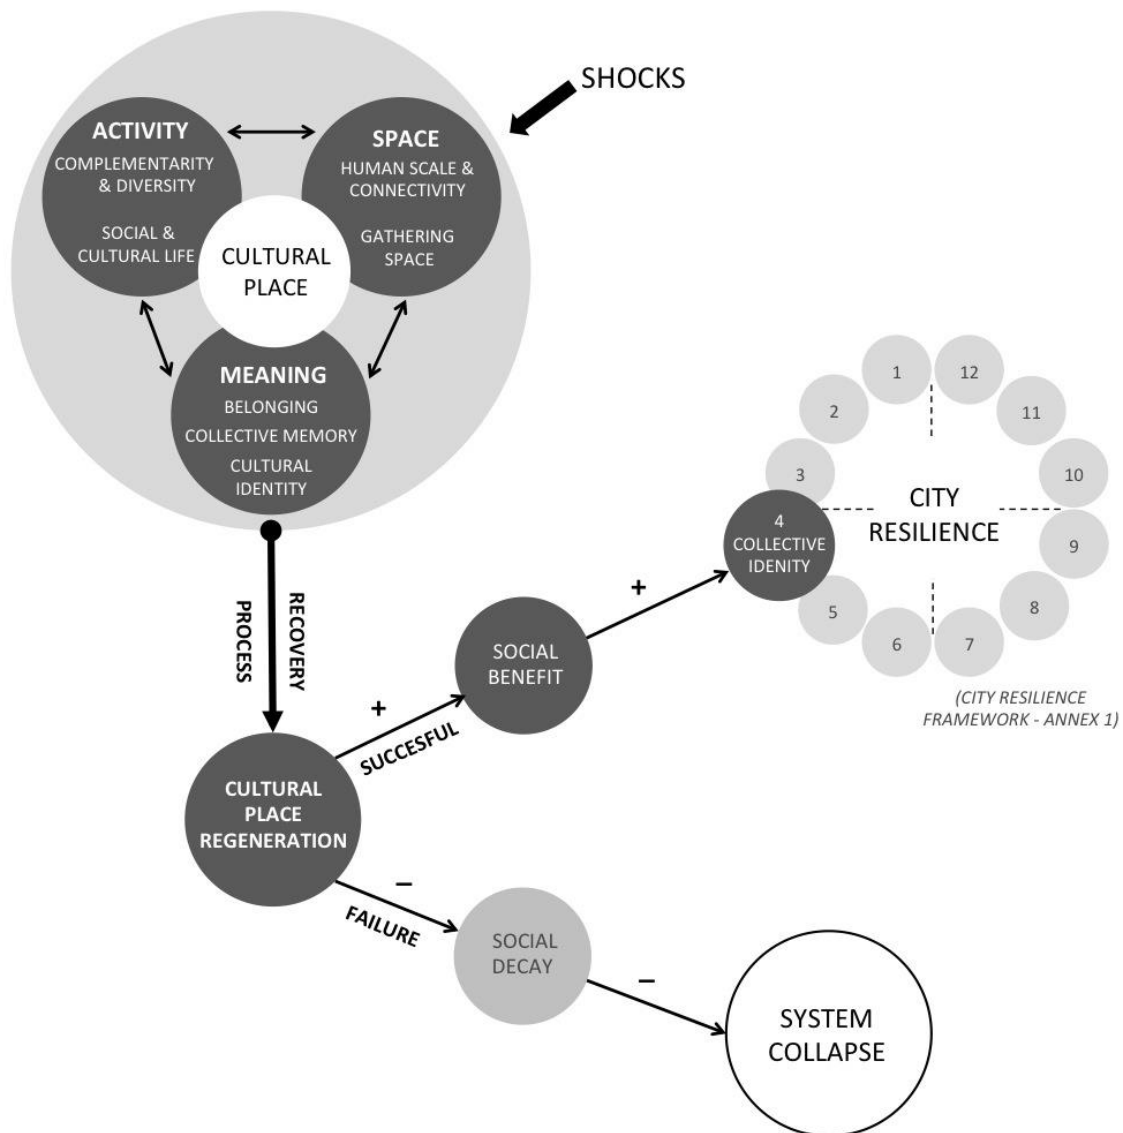 SHOCKS
ACTIVITY
COMPLEMENTARITY
& DIVERSITY
SOCIAL &
CULTURAL LIFE
SPACE
HUMAN SCALE &
CONNECTIVITY
GATHERING
SPACE
CULTURAL
PLACE
MEANING
BELONGING
COLLECTIVE MEMORY
CULTURAL
IDENTITY
RECOVERY
PROCESS
CULTURAL
PLACE
REGENERATION
+
SUCCESFUL
SOCIAL
BENEFIT
+
1
2
3
4
COLLECTIVE
IDENITY
5
6
7
8
9
10
11
12
CITY
RESILIENCE
(CITY RESILIENCE
FRAMEWORK - ANNEX 1)
–
FAILURE
SOCIAL
DECAY
–
SYSTEM
COLLAPSE